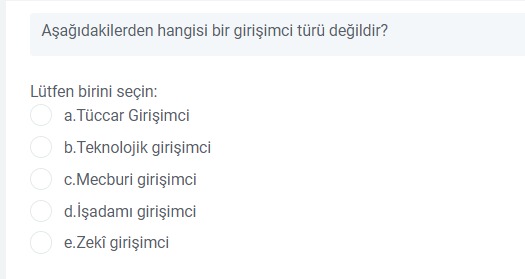 Aşağıdakilerden hangisi bir girişimci türü değildir?
Lütfen birini seçin:
a.Tüccar Girişimci
b.Teknolojik girişimci
c.Mecburi girişimci
d.İşadamı girişimci
e.Zekî girişimci